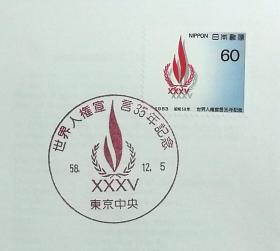 NIPPON 日本郵便
60
XXXV
1983 昭和58年 世界人権宣言35年記念
世界人権宣言35年記念
58. 12. 5
XXXV
東京中央